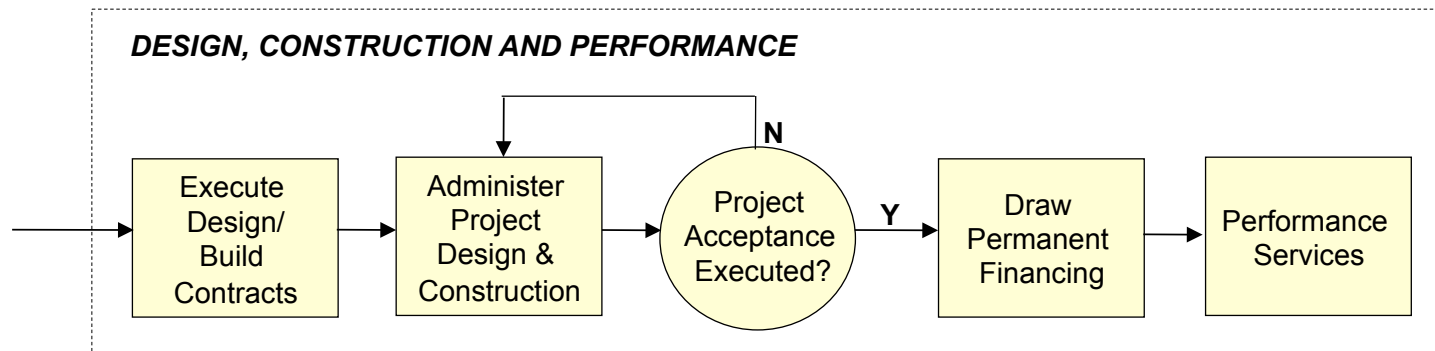 DESIGN, CONSTRUCTION AND PERFORMANCE
N
Execute
Design/
Build
Contracts
Administer
Project
Design &
Construction
Project
Acceptance
Executed?
Y
Draw
Permanent
Financing
Performance
Services